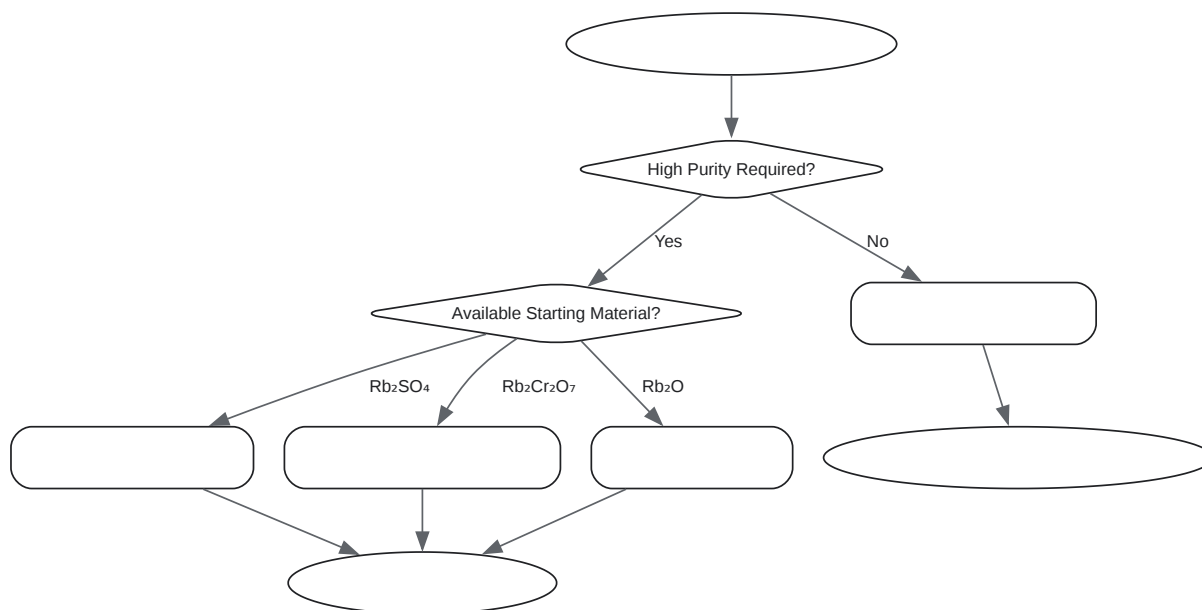 High Purity Required?
Yes
No
Available Starting Material?
Rb₂SO₄
Rb₂Cr₂O₇
Rb₂O